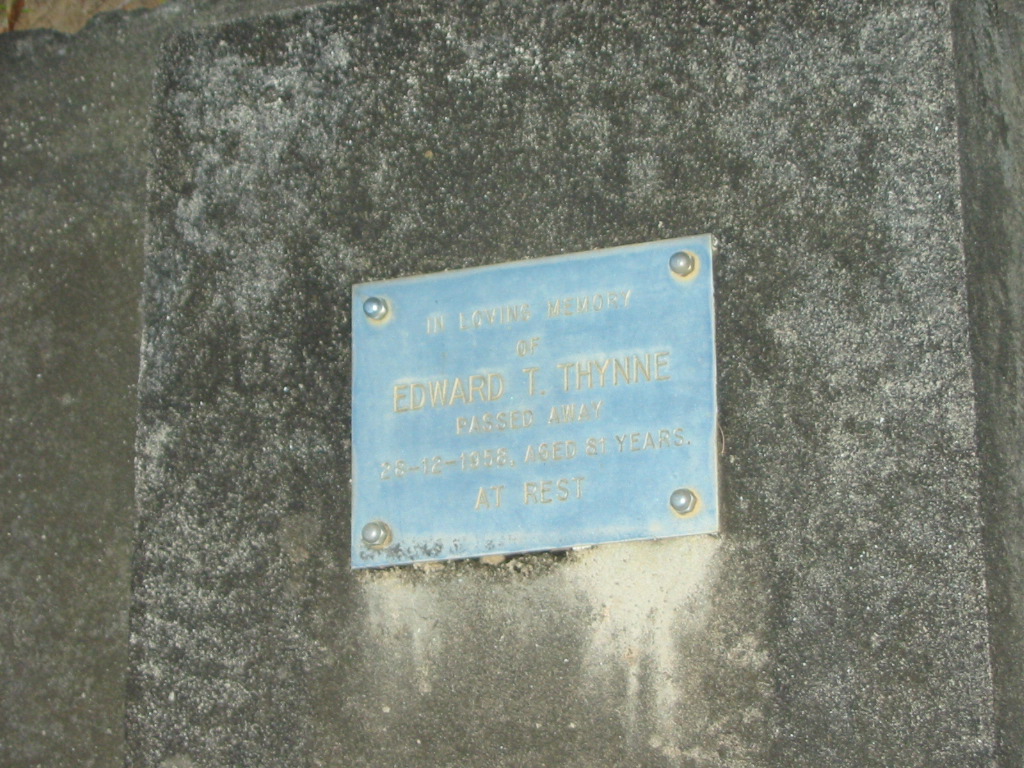 IN LOVING MEMORY
OF
EDWARD T. THYNNE
PASSED AWAY
28-12-1958, AGED 81 YEARS.
AT REST